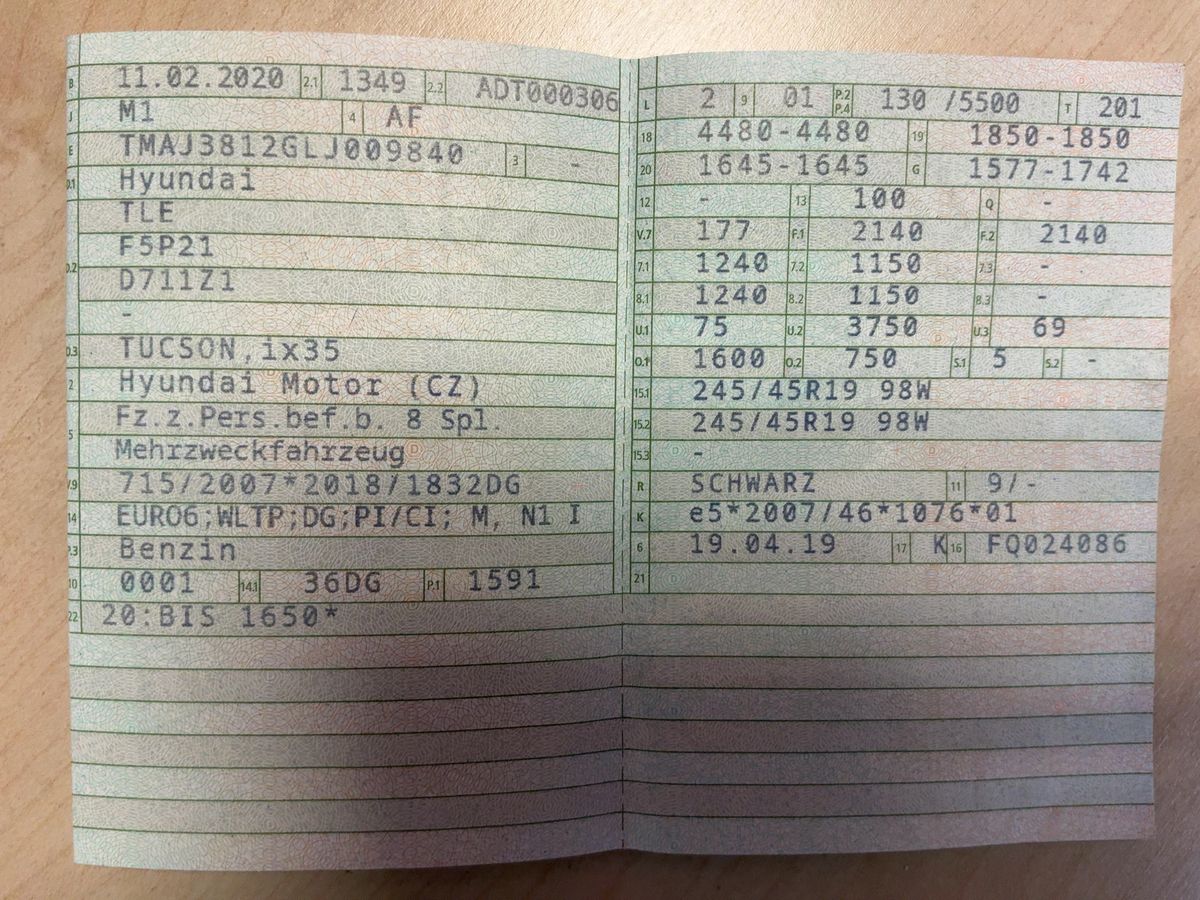 B 11.02.2020 2.1 1349 2.2 ADT000306
J M1 4 AF
E TMAJ3812GLJ009840 3 -
D.1 Hyundai
TLE
F5P21
D.2 D711Z1
-
D.3 TUCSON,ix35
2 Hyundai Motor (CZ)
5 Fz.z.Pers.bef.b. 8 Spl.
Mehrzweckfahrzeug
V.9 715/2007*2018/1832DG
14 EURO6;WLTP;DG;PI/CI; M, N1 I
P.3 Benzin
10 0001 14.1 36DG P.1 1591
22 20:BIS 1650*
L 2 9 01 P.2 P.4 130 /5500 T 201
18 4480-4480 19 1850-1850
20 1645-1645 G 1577-1742
12 - 13 100 Q -
V.7 177 F.1 2140 F.2 2140
7.1 1240 7.2 1150 7.3 -
8.1 1240 8.2 1150 8.3 -
U.1 75 U.2 3750 U.3 69
O.1 1600 O.2 750 S.1 5 S.2 -
15.1 245/45R19 98W
15.2 245/45R19 98W
15.3 -
R SCHWARZ 11 9/-
K e5*2007/46*1076*01
6 19.04.19 17 K 16 FQ024086
21